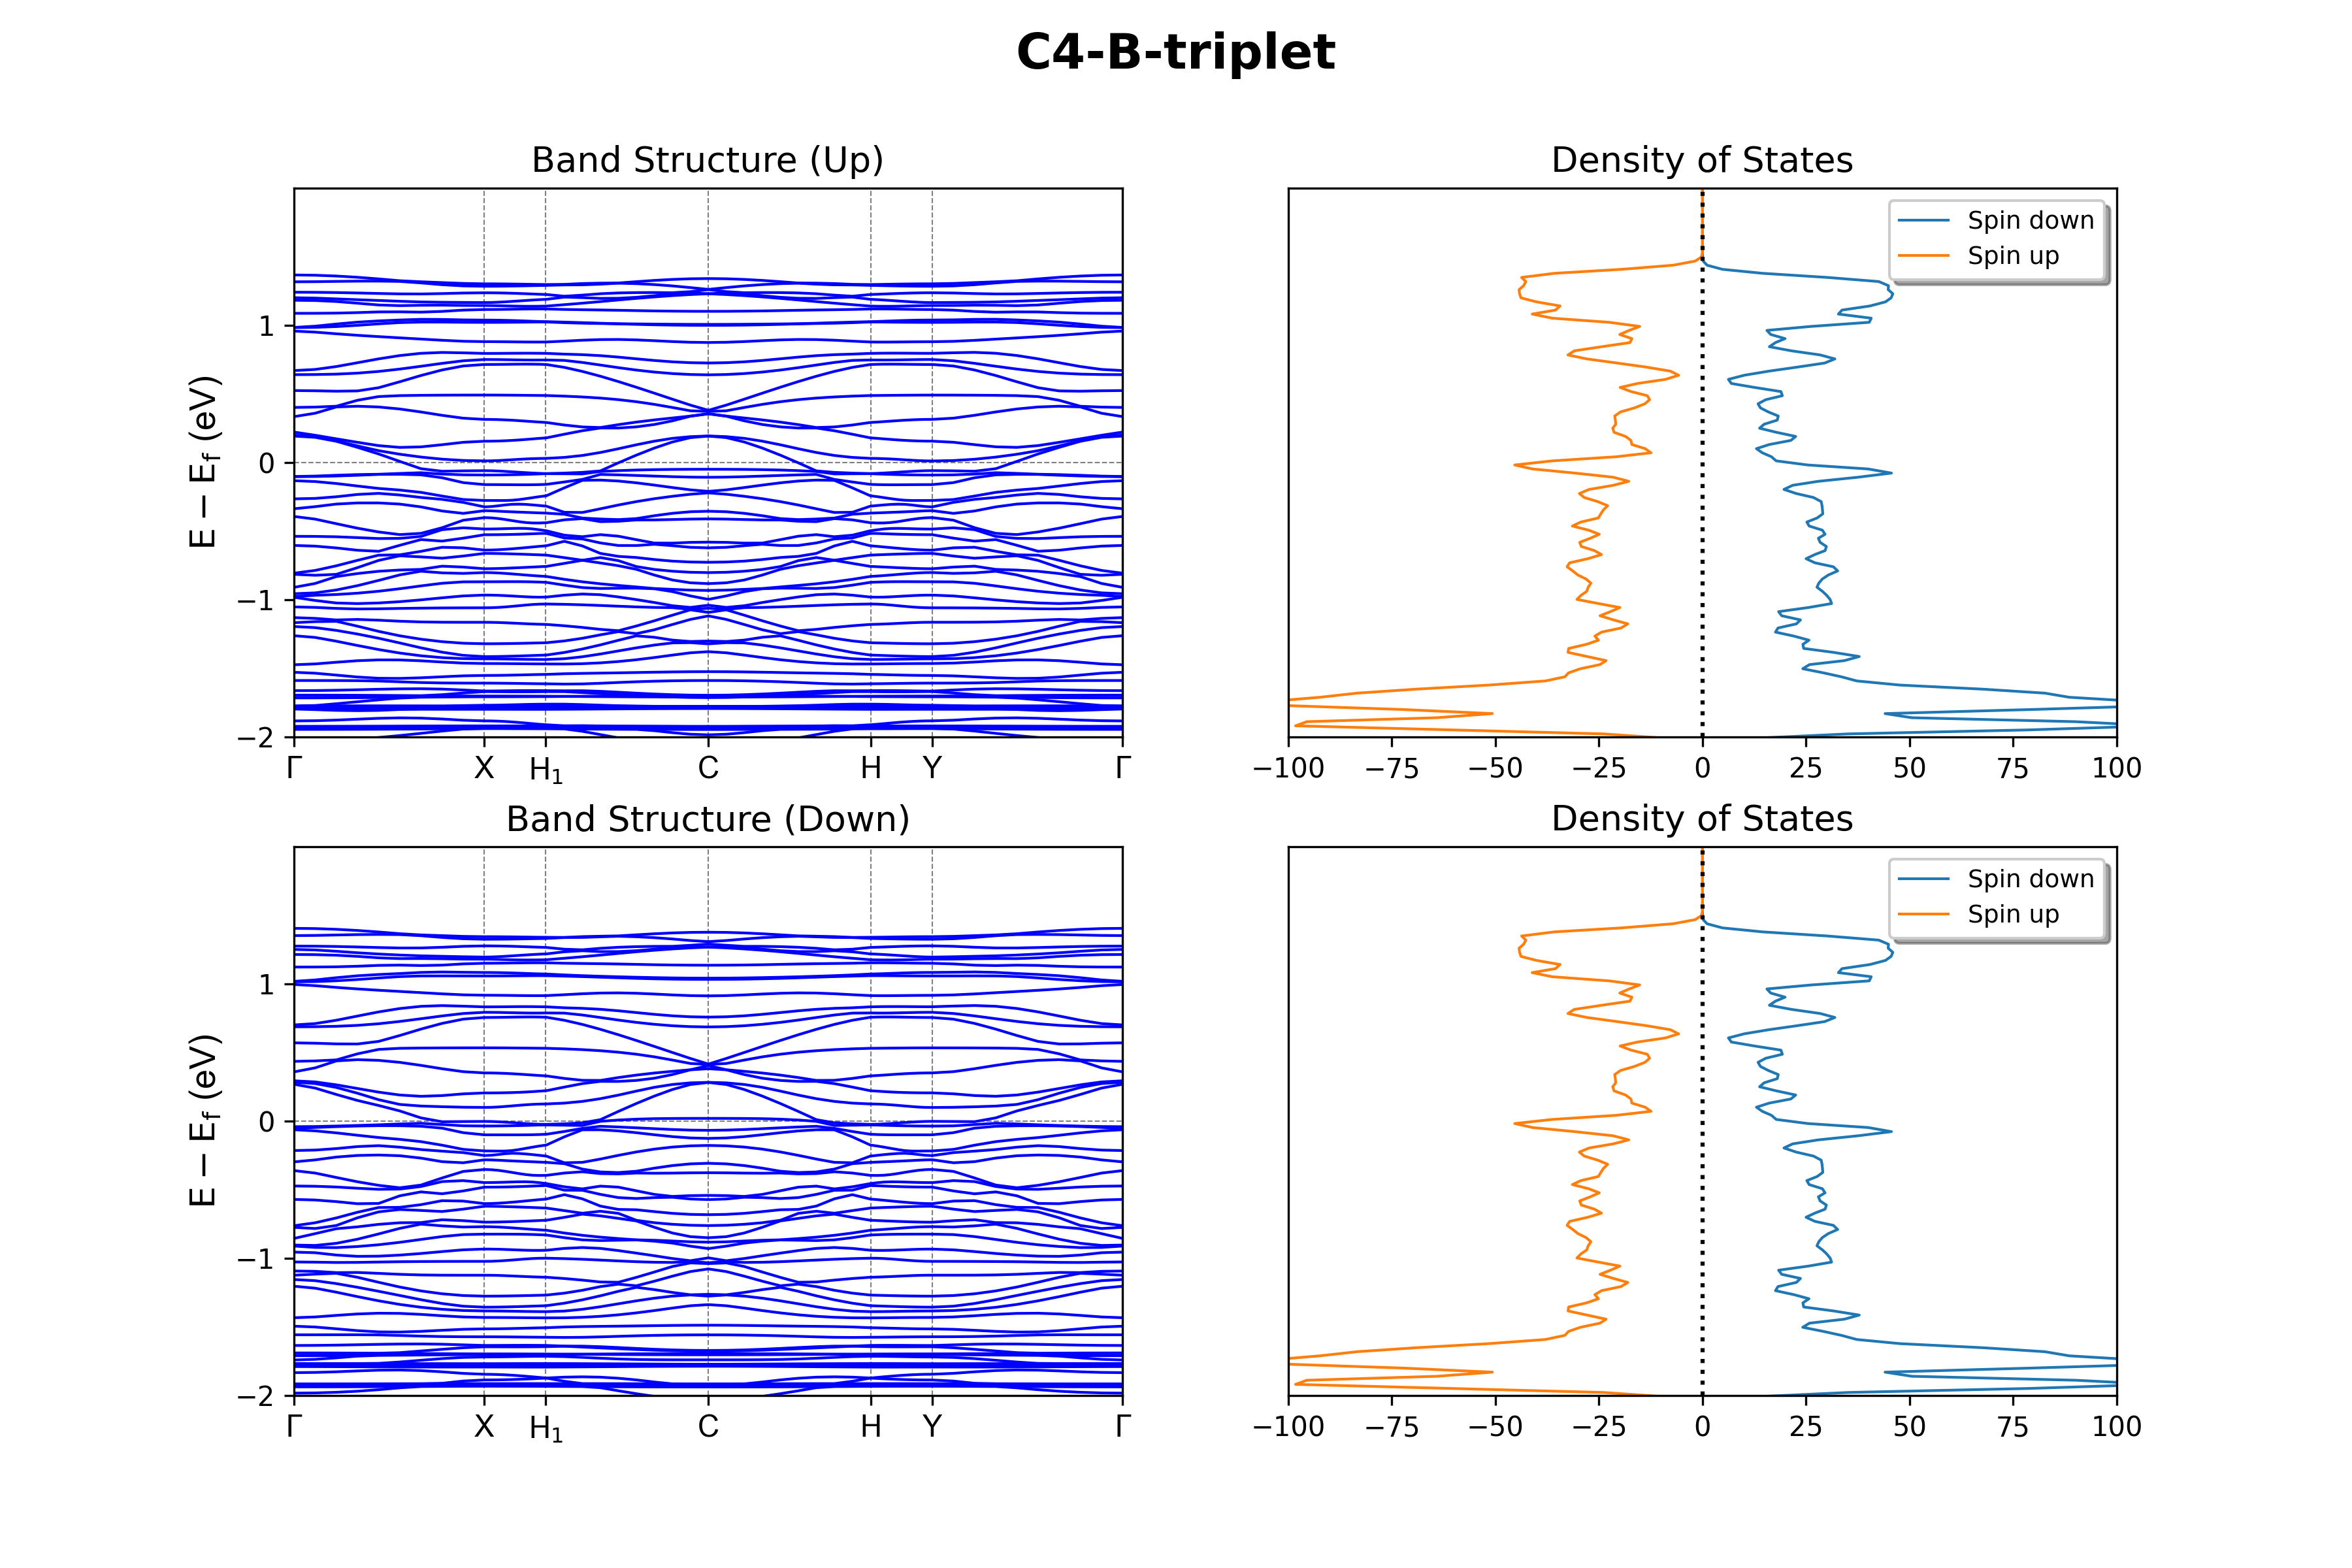 C4-B-triplet
Band Structure (Up)
E − E_f (eV)
1
0
−1
−2
Γ X H₁ C H Y Γ
Density of States
Spin down
Spin up
−100 −75 −50 −25 0 25 50 75 100
Band Structure (Down)
E − E_f (eV)
1
0
−1
−2
Γ X H₁ C H Y Γ
Density of States
Spin down
Spin up
−100 −75 −50 −25 0 25 50 75 100